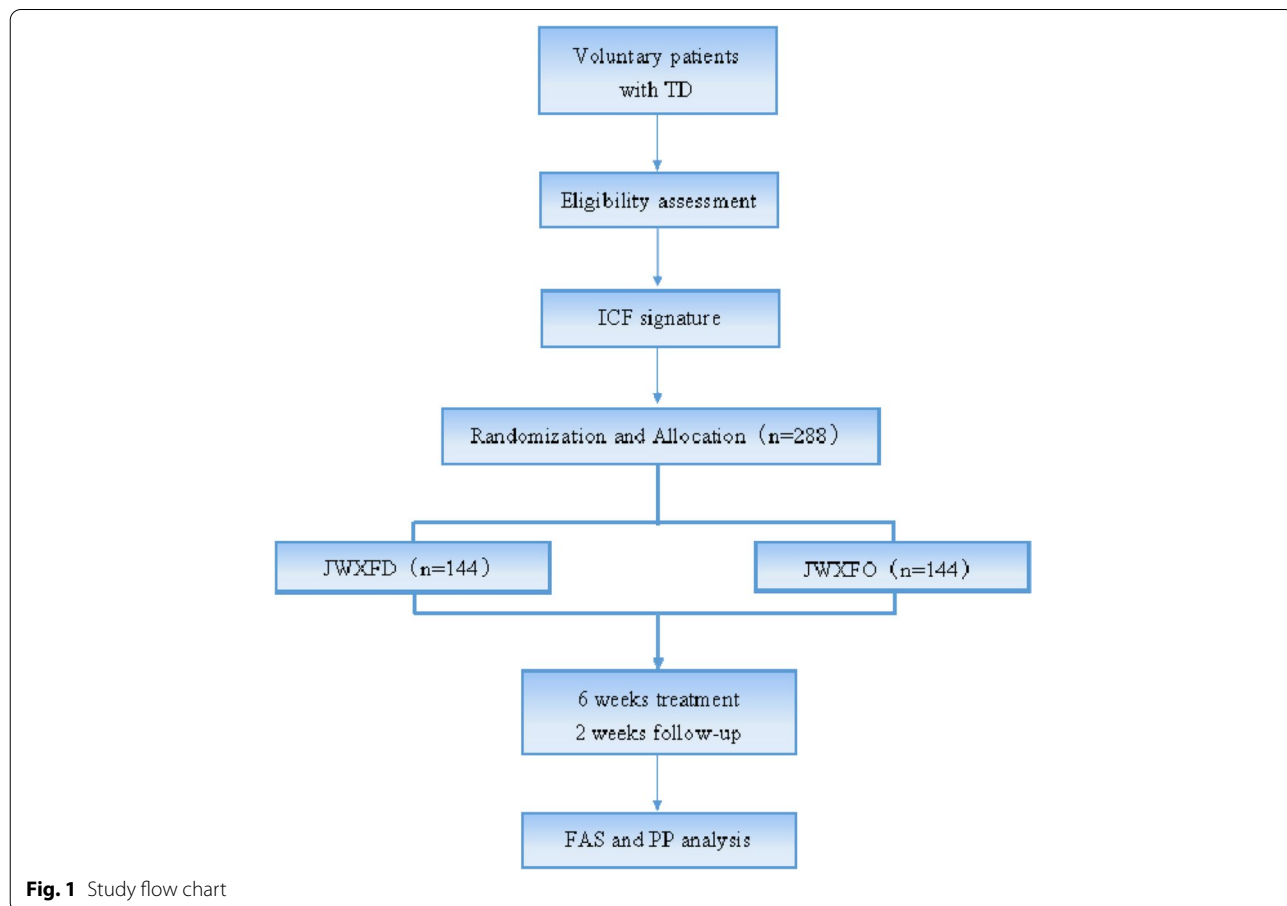 Voluntary patients
with TD
Eligibility assessment
ICF signature
Randomization and Allocation（n=288）
JWXFD（n=144）
JWXFO（n=144）
6 weeks treatment
2 weeks follow-up
FAS and PP analysis
Fig. 1 Study flow chart